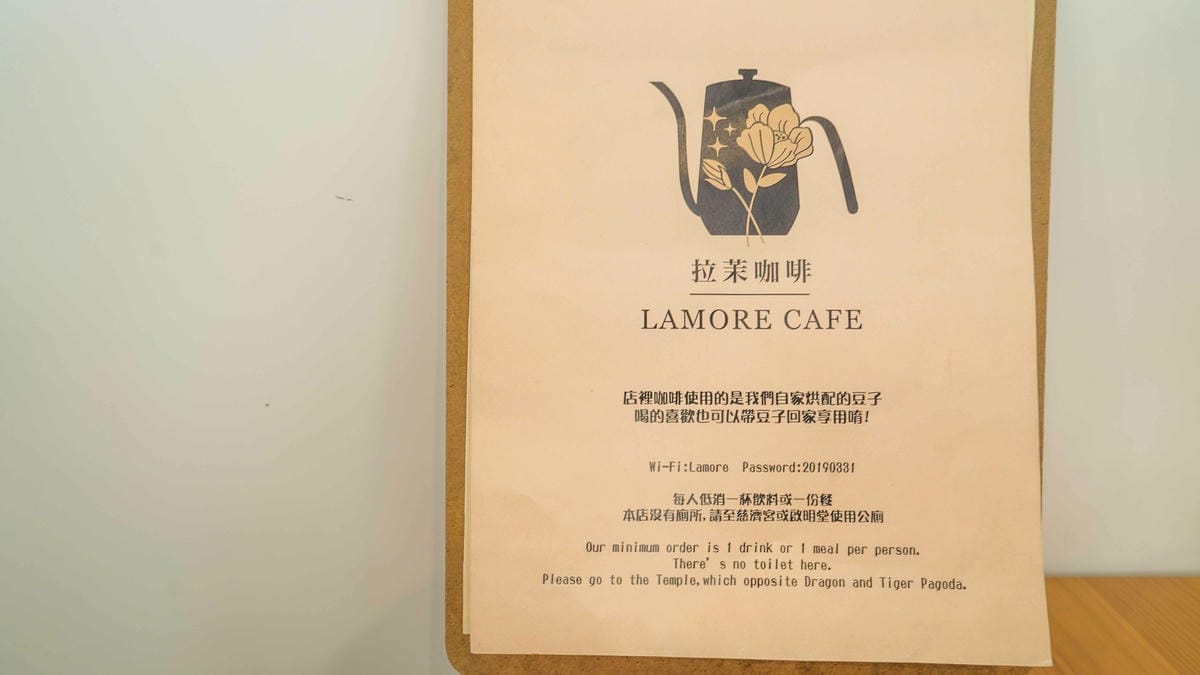 拉茉咖啡
LAMORE CAFE
店裡咖啡使用的是我們自家烘配的豆子
喝的喜歡也可以帶豆子回家享用唷!
Wi-Fi:Lamore Password:20190331
每人低消一杯飲料或一份餐
本店沒有廁所,請至慈濟宮或啟明堂使用公廁
Our minimum order is 1 drink or 1 meal per person.
There's no toilet here.
Please go to the Temple,which opposite Dragon and Tiger Pagoda.